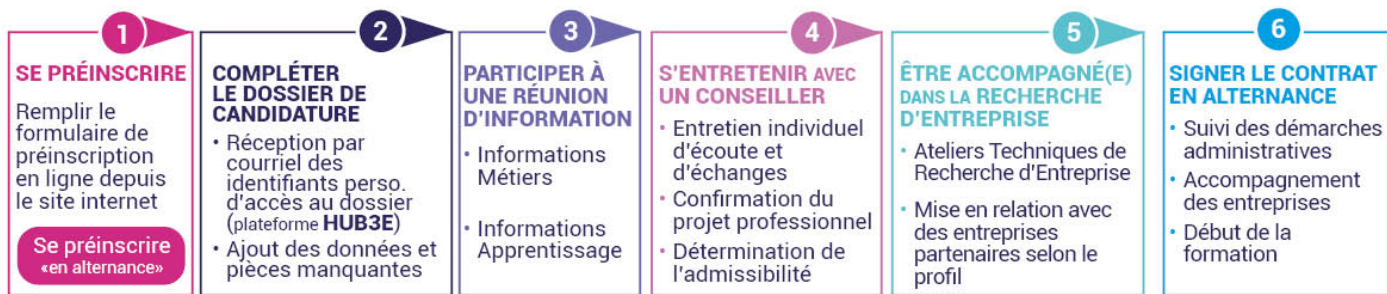 1
SE PRÉINSCRIRE
Remplir le
formulaire de
préinscription
en ligne depuis
le site internet
Se préinscrire
«en alternance»
2
COMPLÉTER
LE DOSSIER DE
CANDIDATURE
• Réception par
courriel des
identifiants perso.
d'accès au dossier
(plateforme HUB3E)
• Ajout des données et
pièces manquantes
3
PARTICIPER À
UNE RÉUNION
D'INFORMATION
• Informations
Métiers
• Informations
Apprentissage
4
S'ENTRETENIR AVEC
UN CONSEILLER
• Entretien individuel
d'écoute et
d'échanges
• Confirmation du
projet professionnel
• Détermination de
l'admissibilité
5
ÊTRE ACCOMPAGNÉ(E)
DANS LA RECHERCHE
D'ENTREPRISE
• Ateliers Techniques de
Recherche d'Entreprise
• Mise en relation avec
des entreprises
partenaires selon le
profil
6
SIGNER LE CONTRAT
EN ALTERNANCE
• Suivi des démarches
administratives
• Accompagnement
des entreprises
• Début de la
formation